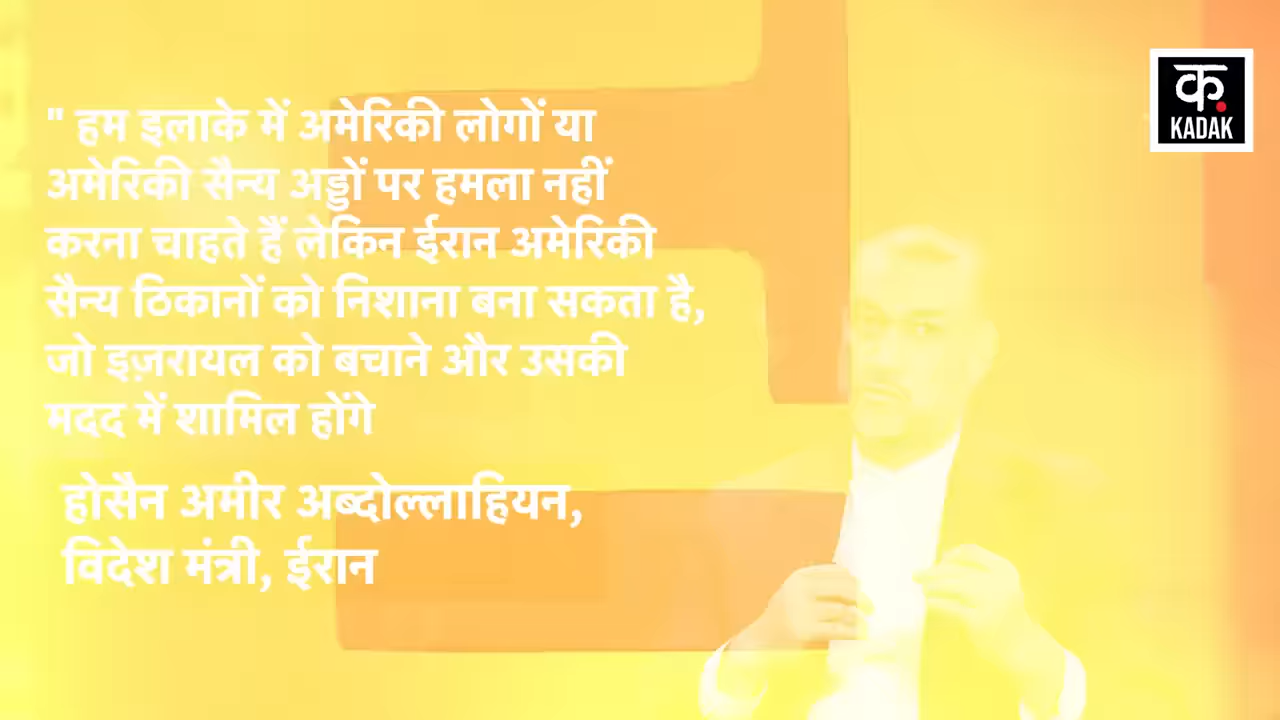 " हम इलाके में अमेरिकी लोगों या
अमेरिकी सैन्य अड्डों पर हमला नहीं
करना चाहते हैं लेकिन ईरान अमेरिकी
सैन्य ठिकानों को निशाना बना सकता है,
जो इज़रायल को बचाने और उसकी
मदद में शामिल होंगे
होसैन अमीर अब्दोल्लाहियन,
विदेश मंत्री, ईरान
क
KADAK